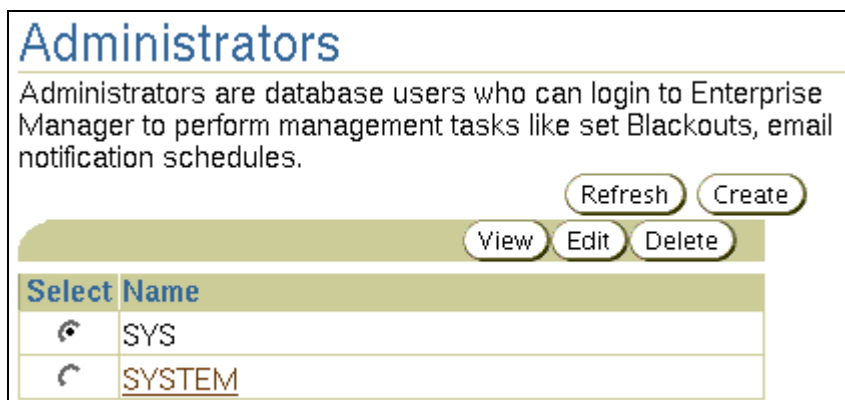 Administrators
Administrators are database users who can login to Enterprise
Manager to perform management tasks like set Blackouts, email
notification schedules.
Refresh Create
View Edit Delete
Select Name
SYS
SYSTEM